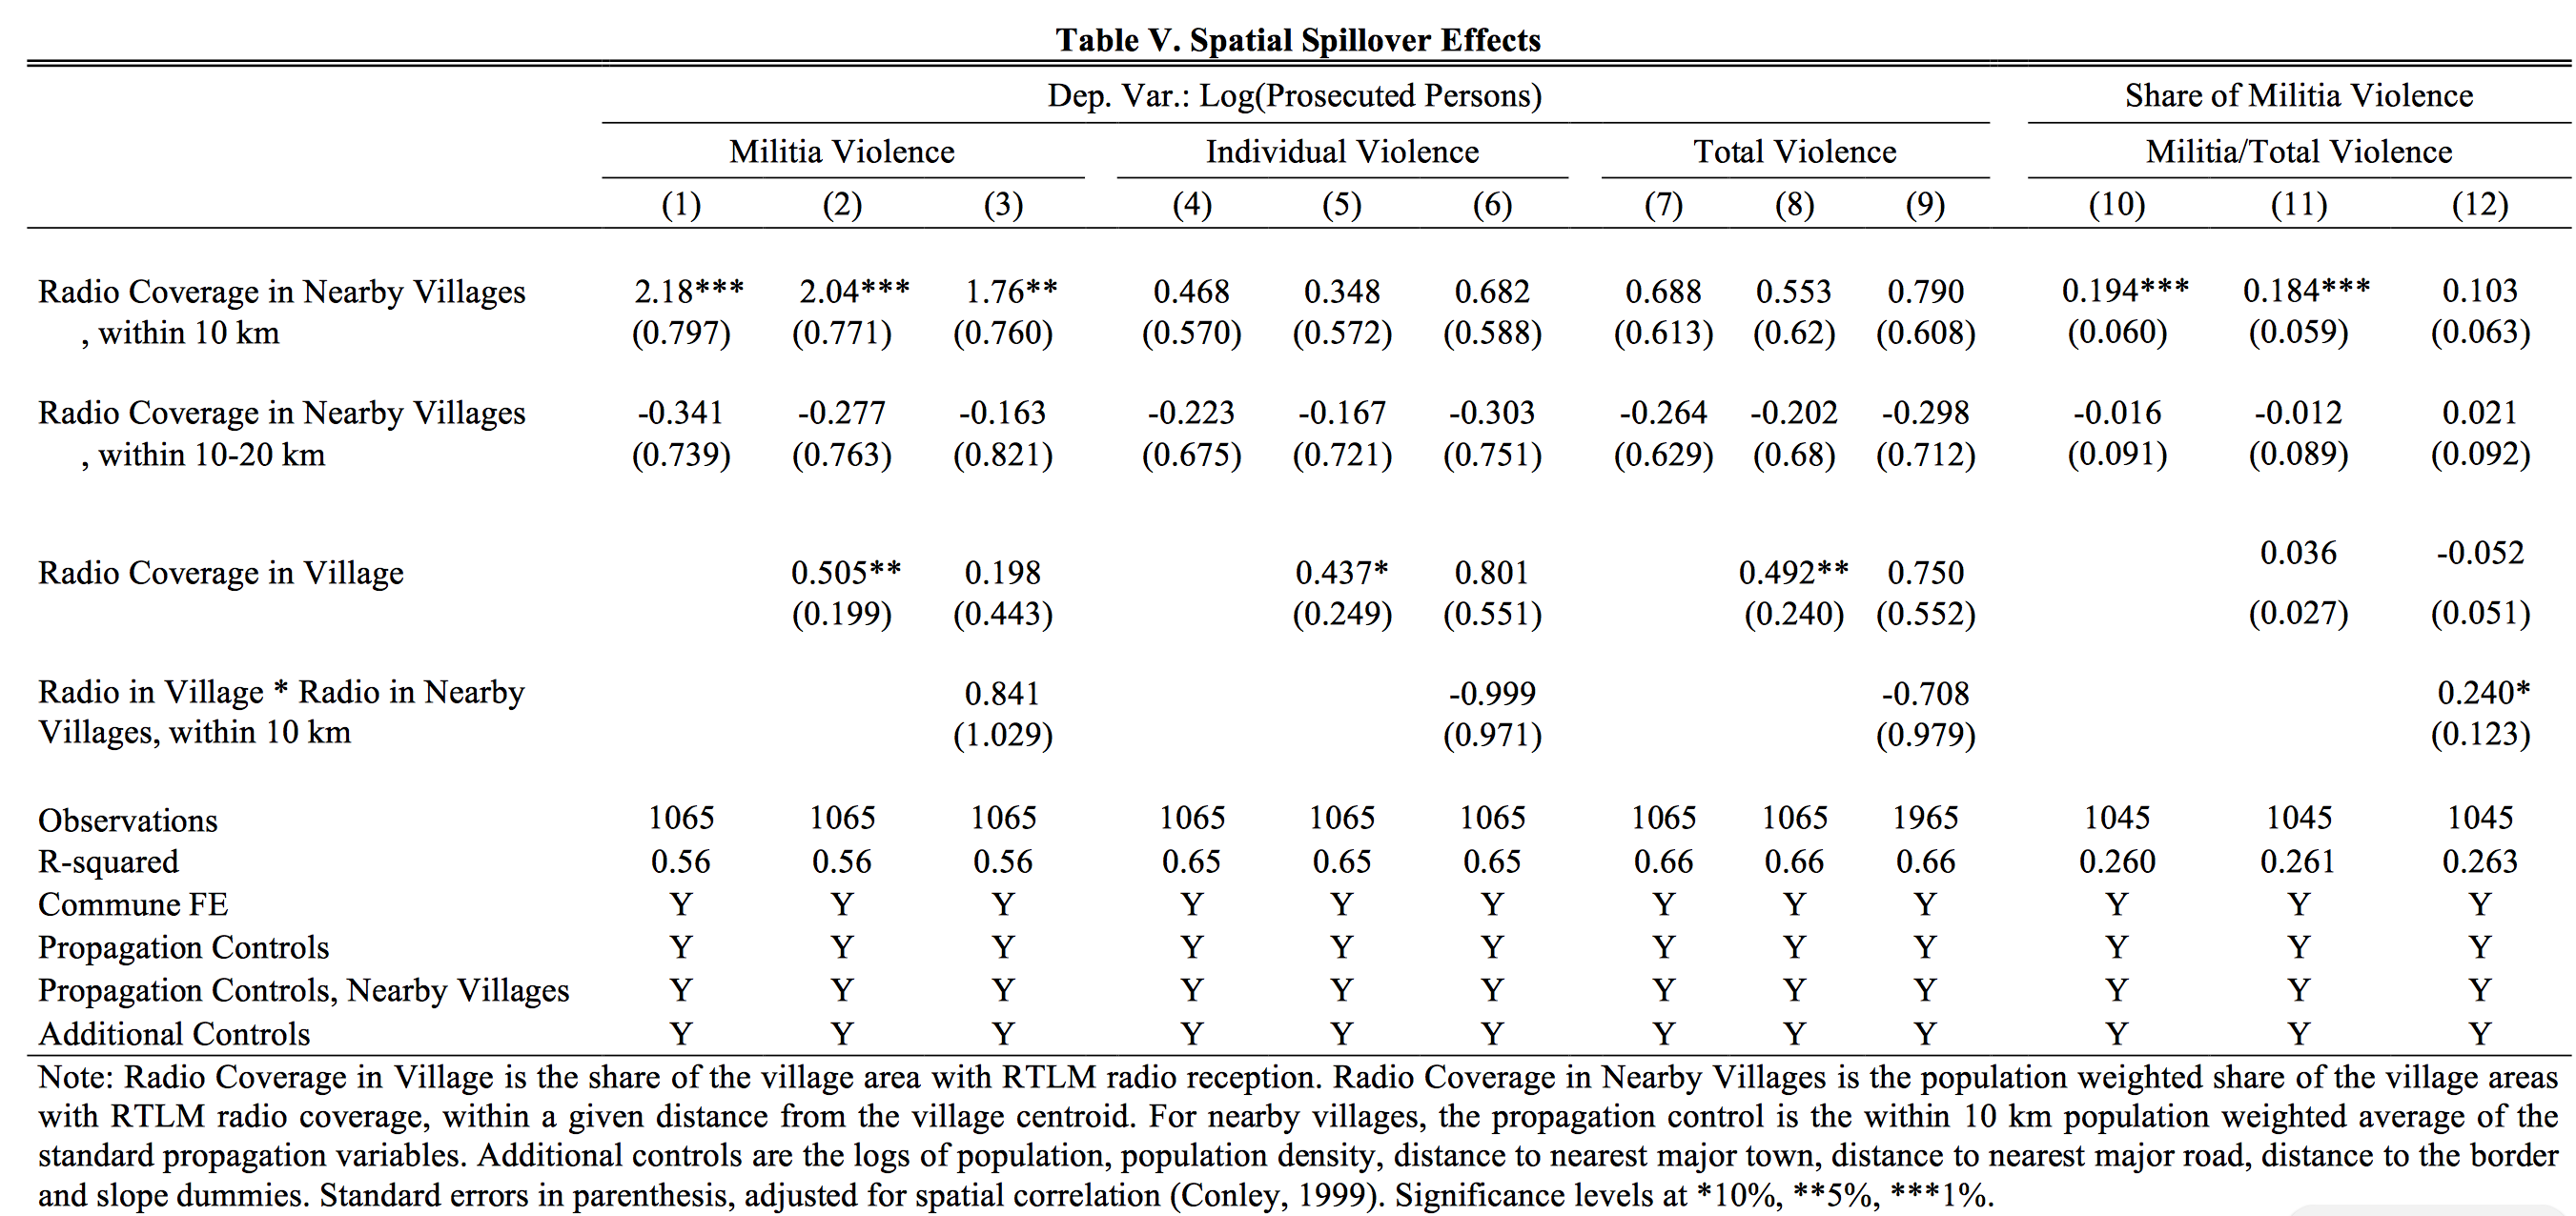 Table V. Spatial Spillover Effects
Dep. Var.: Log(Prosecuted Persons) Share of Militia Violence
Militia Violence Individual Violence Total Violence Militia/Total Violence
(1) (2) (3) (4) (5) (6) (7) (8) (9) (10) (11) (12)
Radio Coverage in Nearby Villages 2.18*** 2.04*** 1.76** 0.468 0.348 0.682 0.688 0.553 0.790 0.194*** 0.184*** 0.103
, within 10 km (0.797) (0.771) (0.760) (0.570) (0.572) (0.588) (0.613) (0.62) (0.608) (0.060) (0.059) (0.063)
Radio Coverage in Nearby Villages -0.341 -0.277 -0.163 -0.223 -0.167 -0.303 -0.264 -0.202 -0.298 -0.016 -0.012 0.021
, within 10-20 km (0.739) (0.763) (0.821) (0.675) (0.721) (0.751) (0.629) (0.68) (0.712) (0.091) (0.089) (0.092)
Radio Coverage in Village 0.505** 0.198 0.437* 0.801 0.492** 0.750 0.036 -0.052
(0.199) (0.443) (0.249) (0.551) (0.240) (0.552) (0.027) (0.051)
Radio in Village * Radio in Nearby 0.841 -0.999 -0.708 0.240*
Villages, within 10 km (1.029) (0.971) (0.979) (0.123)
Observations 1065 1065 1065 1065 1065 1065 1065 1065 1965 1045 1045 1045
R-squared 0.56 0.56 0.56 0.65 0.65 0.65 0.66 0.66 0.66 0.260 0.261 0.263
Commune FE Y Y Y Y Y Y Y Y Y Y Y Y
Propagation Controls Y Y Y Y Y Y Y Y Y Y Y Y
Propagation Controls, Nearby Villages Y Y Y Y Y Y Y Y Y Y Y Y
Additional Controls Y Y Y Y Y Y Y Y Y Y Y Y
Note: Radio Coverage in Village is the share of the village area with RTLM radio reception. Radio Coverage in Nearby Villages is the population weighted share of the village areas
with RTLM radio coverage, within a given distance from the village centroid. For nearby villages, the propagation control is the within 10 km population weighted average of the
standard propagation variables. Additional controls are the logs of population, population density, distance to nearest major town, distance to nearest major road, distance to the border
and slope dummies. Standard errors in parenthesis, adjusted for spatial correlation (Conley, 1999). Significance levels at *10%, **5%, ***1%.